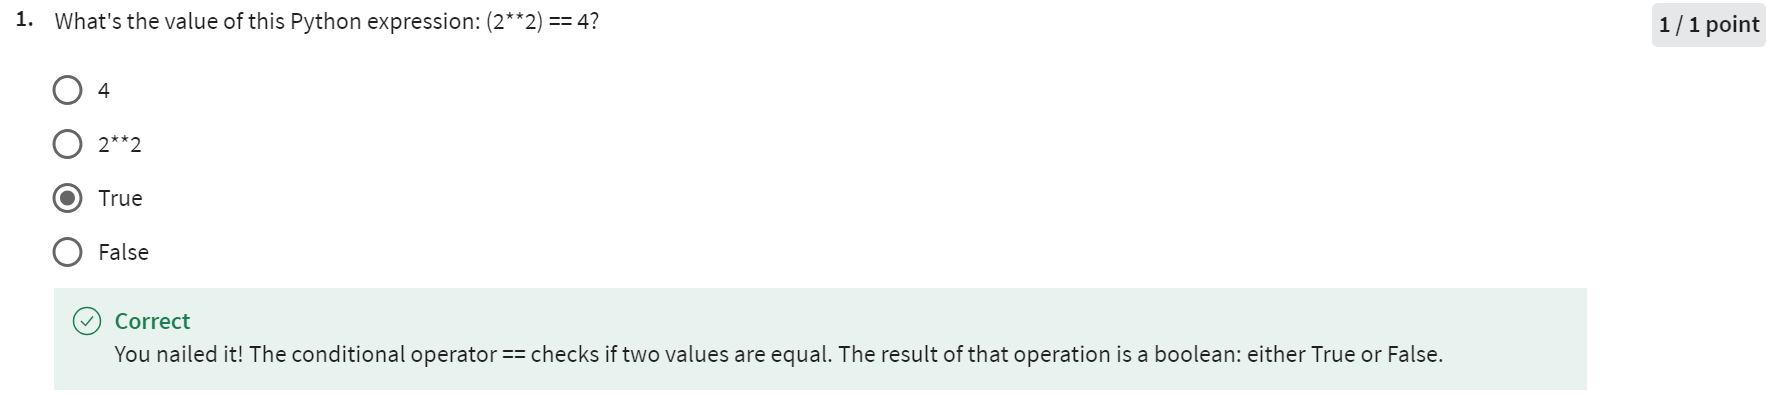 1. What's the value of this Python expression: (2**2) == 4?
1 / 1 point
4
2**2
True
False
Correct
You nailed it! The conditional operator == checks if two values are equal. The result of that operation is a boolean: either True or False.